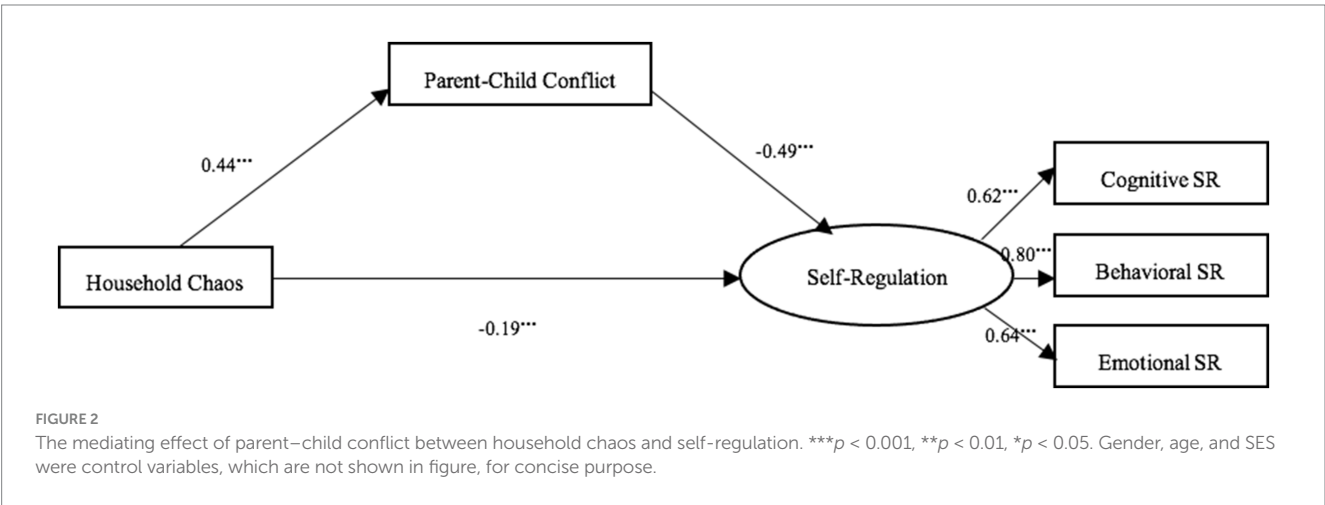 Parent-Child Conflict
0.44***
-0.49***
Cognitive SR
0.62***
Household Chaos
Self-Regulation
0.80***
Behavioral SR
-0.19***
0.64***
Emotional SR
FIGURE 2
The mediating effect of parent–child conflict between household chaos and self-regulation. ***p < 0.001, **p < 0.01, *p < 0.05. Gender, age, and SES
were control variables, which are not shown in figure, for concise purpose.